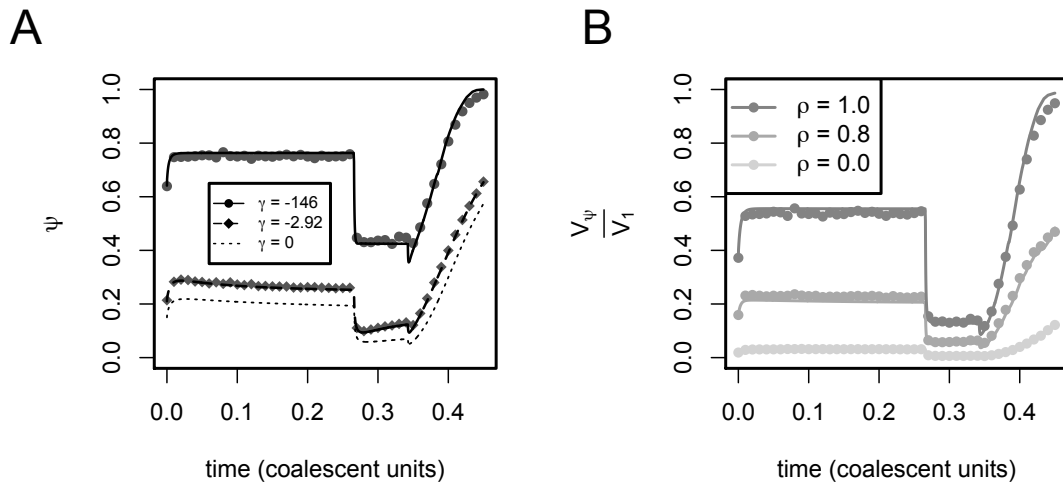 A
B
ψ
0.0 0.2 0.4 0.6 0.8 1.0
γ = -146
γ = -2.92
γ = 0
0.0 0.1 0.2 0.3 0.4
time (coalescent units)
Vψ
V1
0.0 0.2 0.4 0.6 0.8 1.0
ρ = 1.0
ρ = 0.8
ρ = 0.0
0.0 0.1 0.2 0.3 0.4
time (coalescent units)